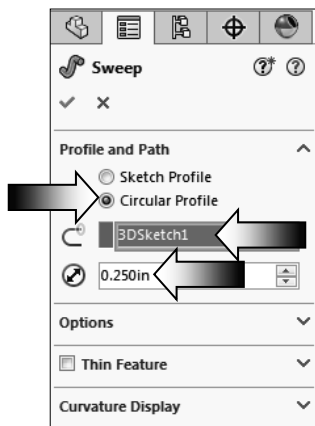 Sweep
Profile and Path
Sketch Profile
Circular Profile
3DSketch1
0.250in
Options
Thin Feature
Curvature Display